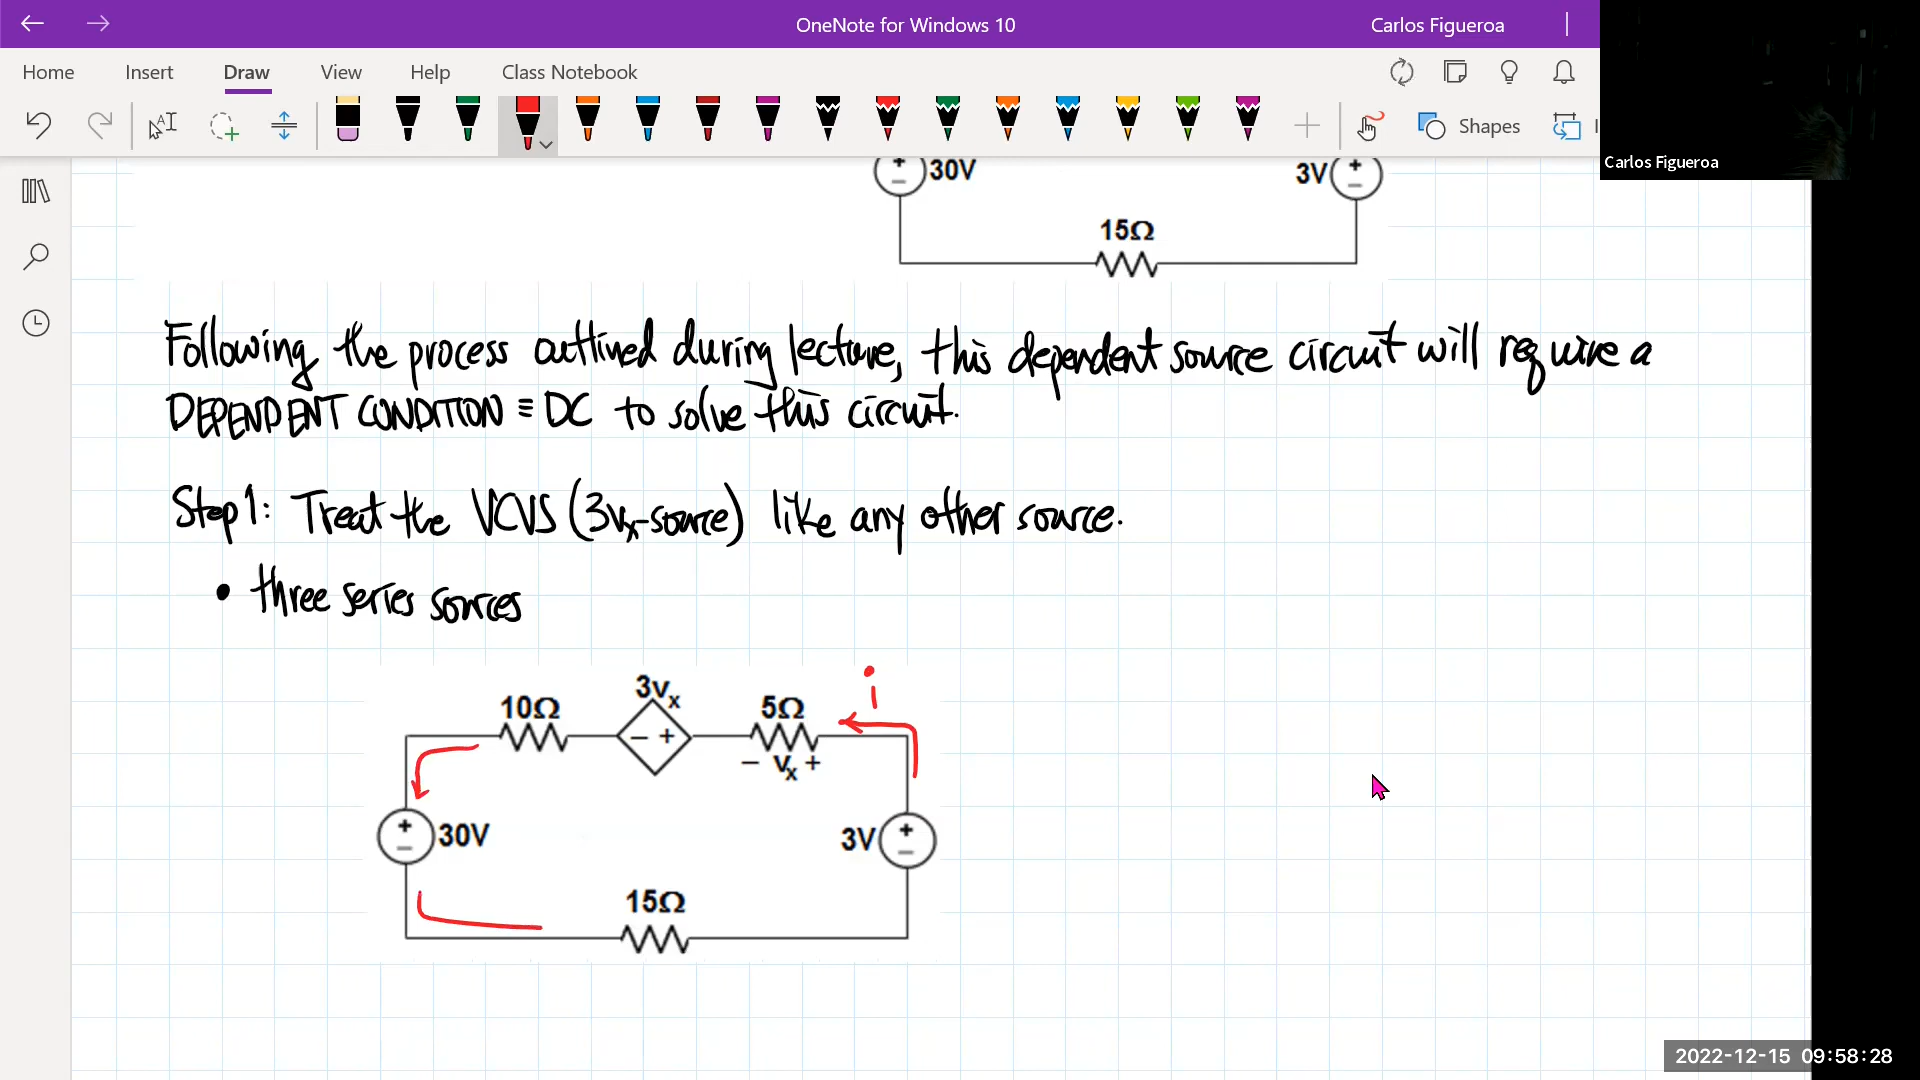 OneNote for Windows 10
Carlos Figueroa
Home Insert Draw View Help Class Notebook
Shapes
Carlos Figueroa
30V 3V
15Ω
Following the process outlined during lecture, this dependent source circuit will require a
DEPENDENT CONDITION ≡ DC to solve this circuit.
Step 1: Treat the VCVS (3vx-source) like any other source.
• three series sources
i
10Ω 3vx 5Ω
- +
- vx +
30V 3V
15Ω
2022-12-15 09:58:28